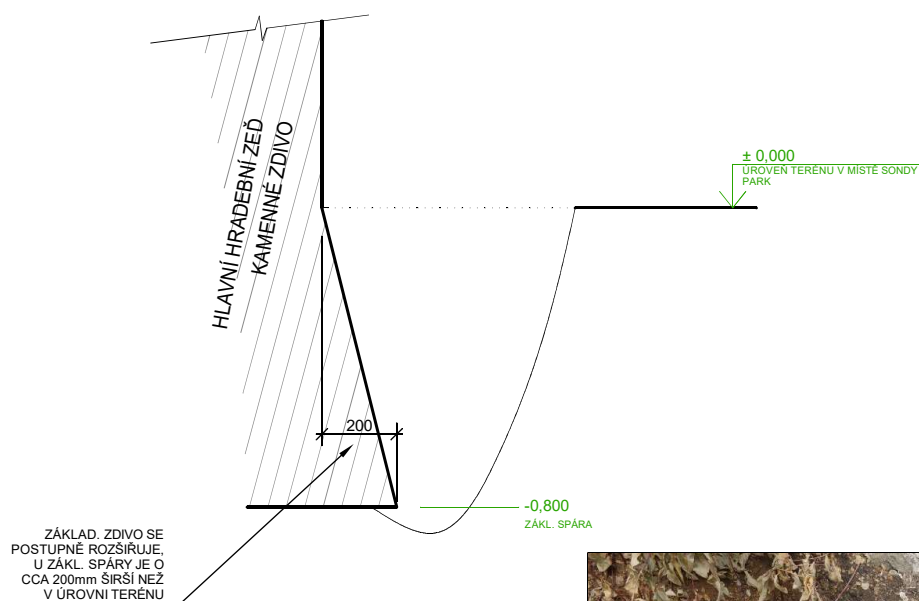 HLAVNÍ HRADEBNÍ ZEĎ
KAMENNÉ ZDIVO
± 0,000
ÚROVEŇ TERÉNU V MÍSTĚ SONDY
PARK
200
-0,800
ZÁKL. SPÁRA
ZÁKLAD. ZDIVO SE
POSTUPNĚ ROZŠIŘUJE,
U ZÁKL. SPÁRY JE O
CCA 200mm ŠIRŠÍ NEŽ
V ÚROVNI TERÉNU